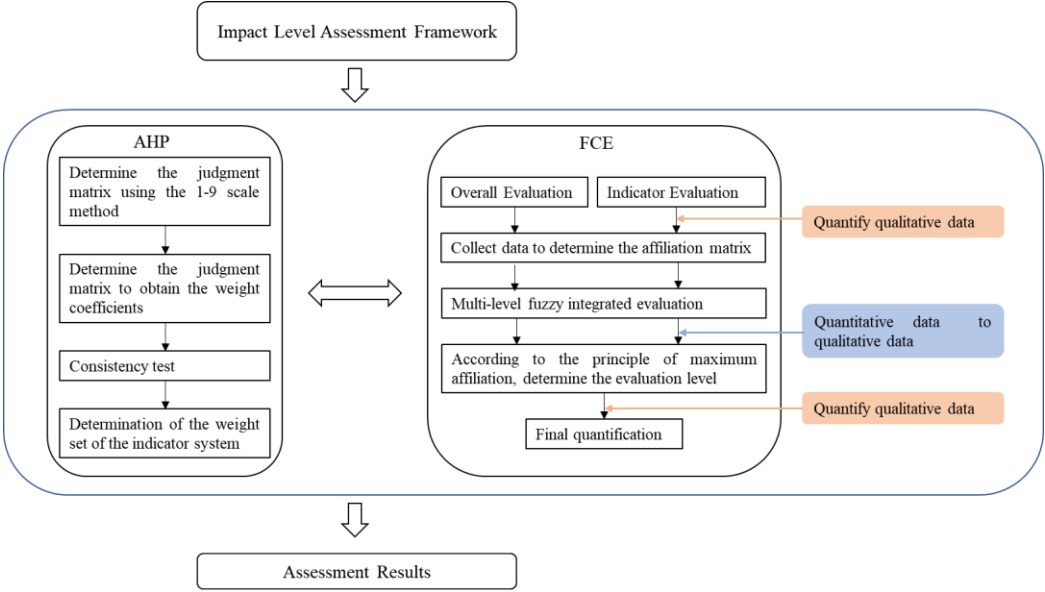 Impact Level Assessment Framework
AHP
Determine the judgment
matrix using the 1-9 scale
method
Determine the judgment
matrix to obtain the weight
coefficients
Consistency test
Determination of the weight
set of the indicator system
FCE
Overall Evaluation
Indicator Evaluation
Collect data to determine the affiliation matrix
Multi-level fuzzy integrated evaluation
According to the principle of maximum
affiliation, determine the evaluation level
Final quantification
Quantify qualitative data
Quantitative data to
qualitative data
Quantify qualitative data
Assessment Results